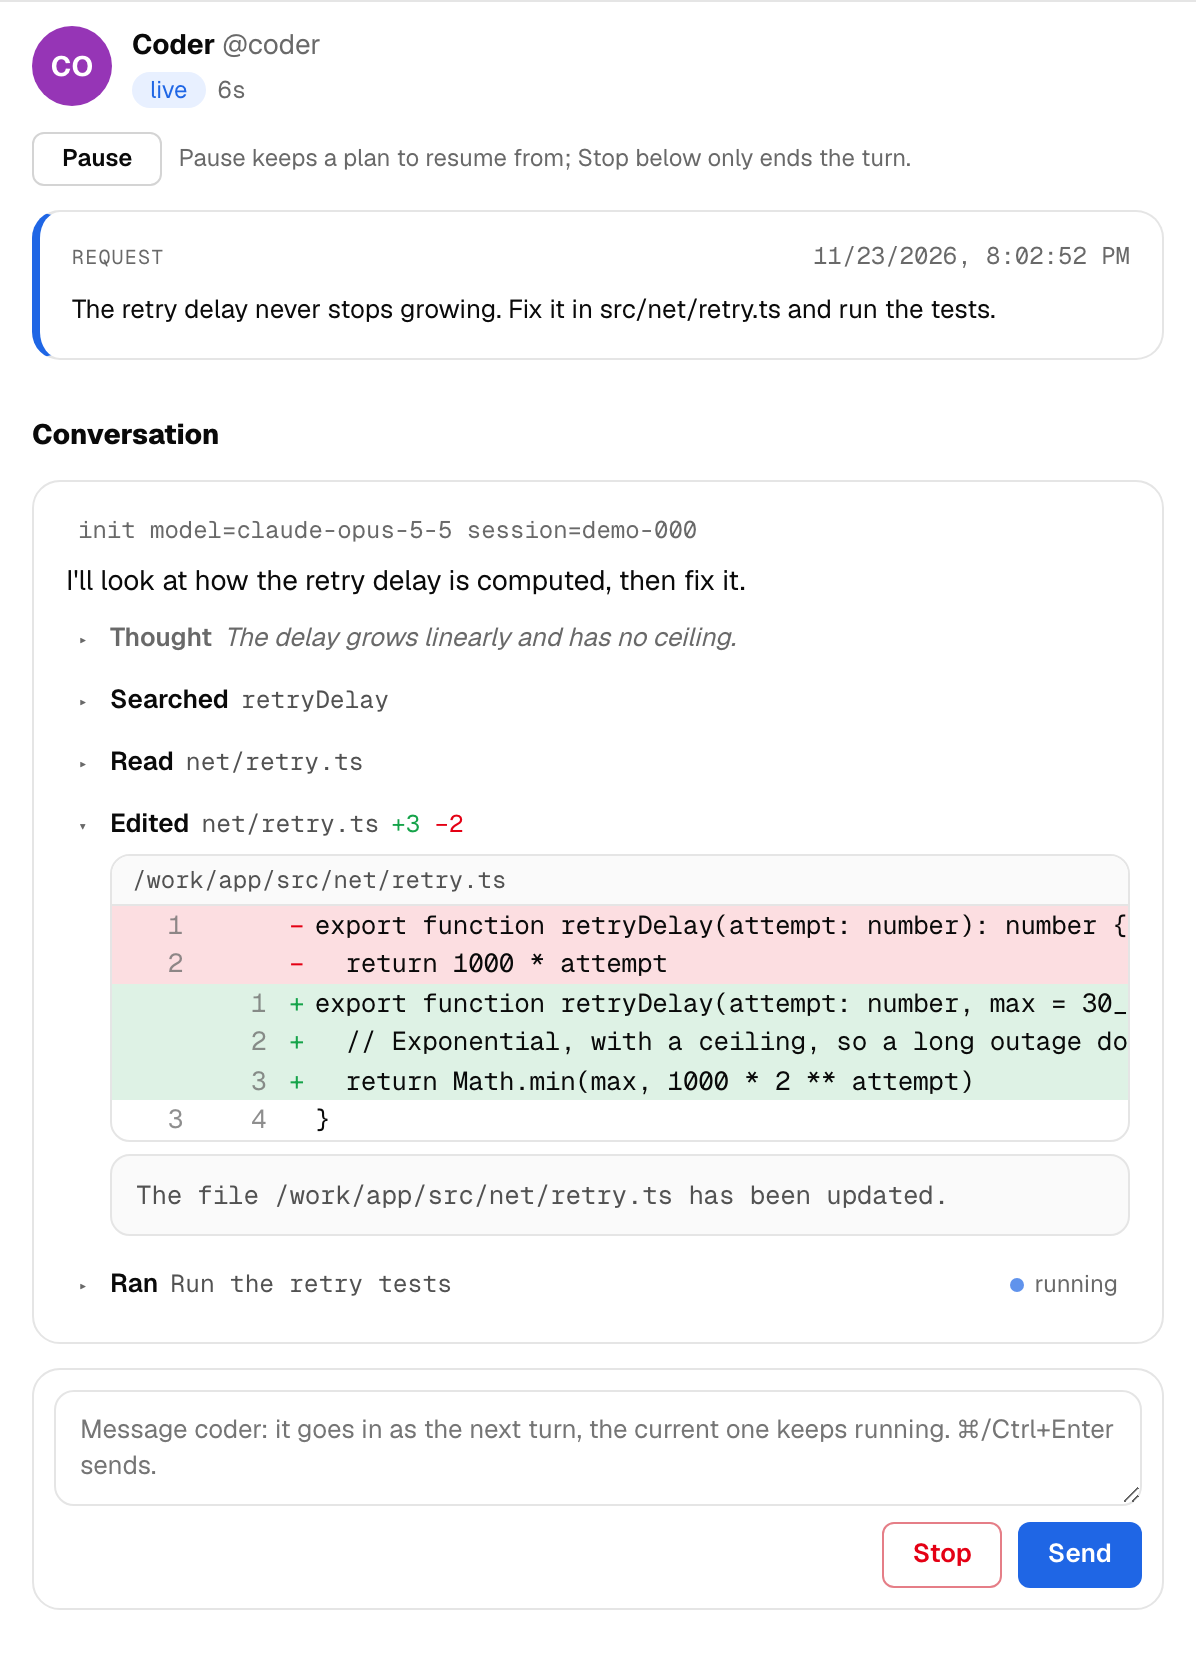 CO
Coder @coder
live 6s
Pause Pause keeps a plan to resume from; Stop below only ends the turn.
REQUEST 11/23/2026, 8:02:52 PM
The retry delay never stops growing. Fix it in src/net/retry.ts and run the tests.
Conversation
init model=claude-opus-5-5 session=demo-000
I'll look at how the retry delay is computed, then fix it.
Thought The delay grows linearly and has no ceiling.
Searched retryDelay
Read net/retry.ts
Edited net/retry.ts +3 −2
/work/app/src/net/retry.ts
1 − export function retryDelay(attempt: number): number {
2 − return 1000 * attempt
1 + export function retryDelay(attempt: number, max = 30_
2 + // Exponential, with a ceiling, so a long outage do
3 + return Math.min(max, 1000 * 2 ** attempt)
3 4 }
The file /work/app/src/net/retry.ts has been updated.
Ran Run the retry tests running
Message coder: it goes in as the next turn, the current one keeps running. ⌘/Ctrl+Enter
sends.
Stop Send